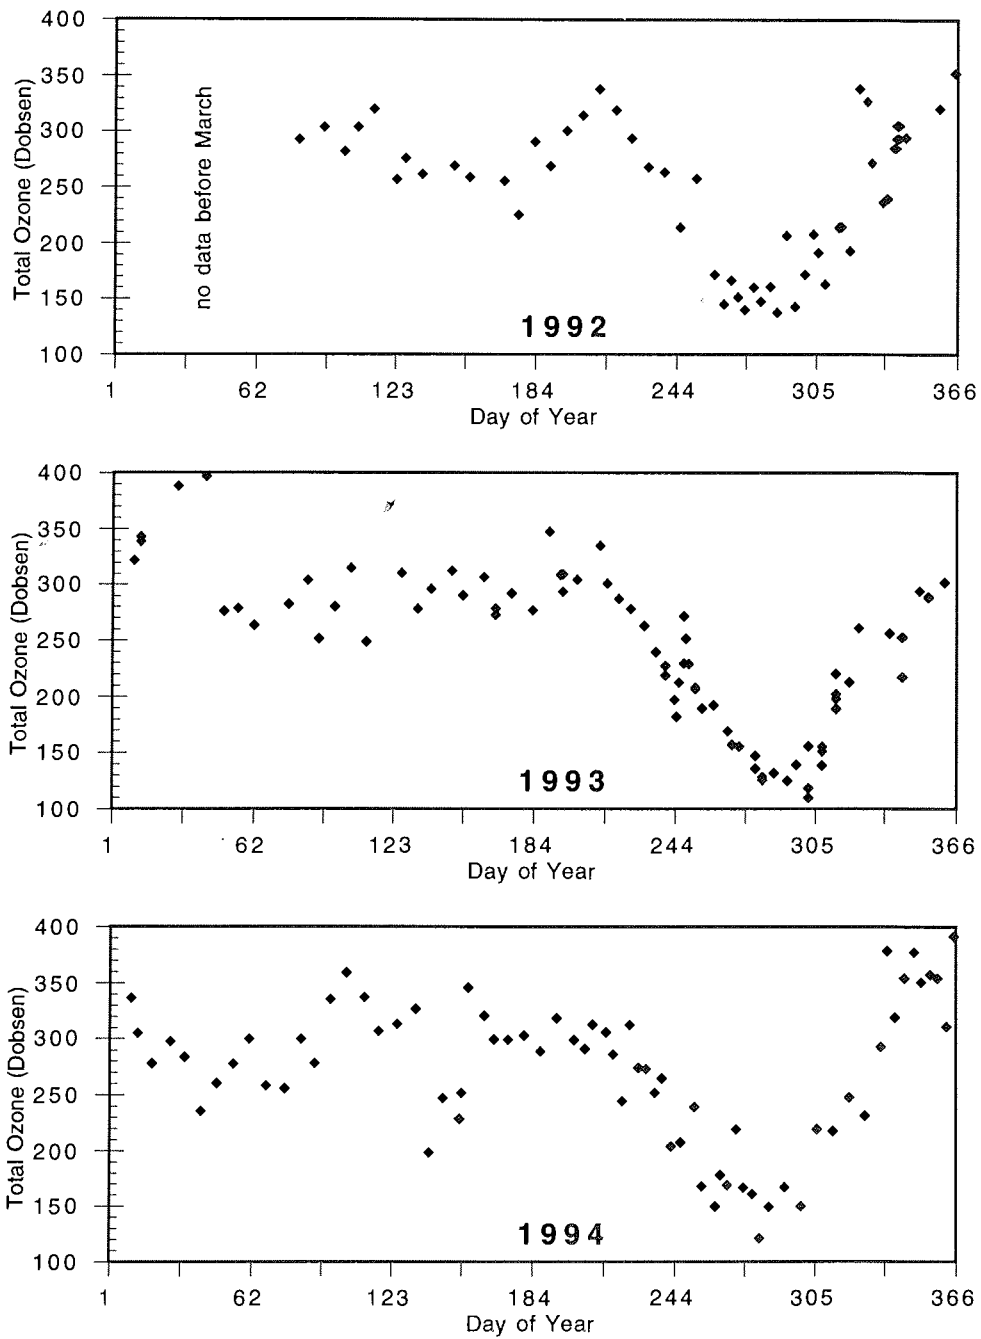 400
350
300
250
200
150
100
Total Ozone (Dobsen)
no data before March
1992
1 62 123 184 244 305 366
Day of Year
400
350
300
250
200
150
100
Total Ozone (Dobsen)
1993
1 62 123 184 244 305 366
Day of Year
400
350
300
250
200
150
100
Total Ozone (Dobsen)
1994
1 62 123 184 244 305 366
Day of Year